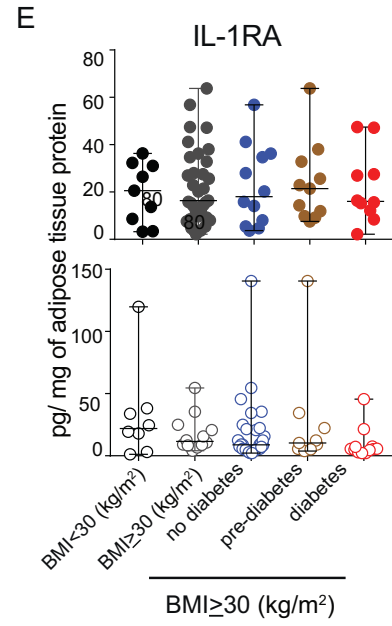 E
IL-1RA
pg/ mg of adipose tissue protein
80
60
40
20
0
80
80
150
100
50
0
BMI<30 (kg/m²)
BMI≥30 (kg/m²)
no diabetes
pre-diabetes
diabetes
BMI≥30 (kg/m²)